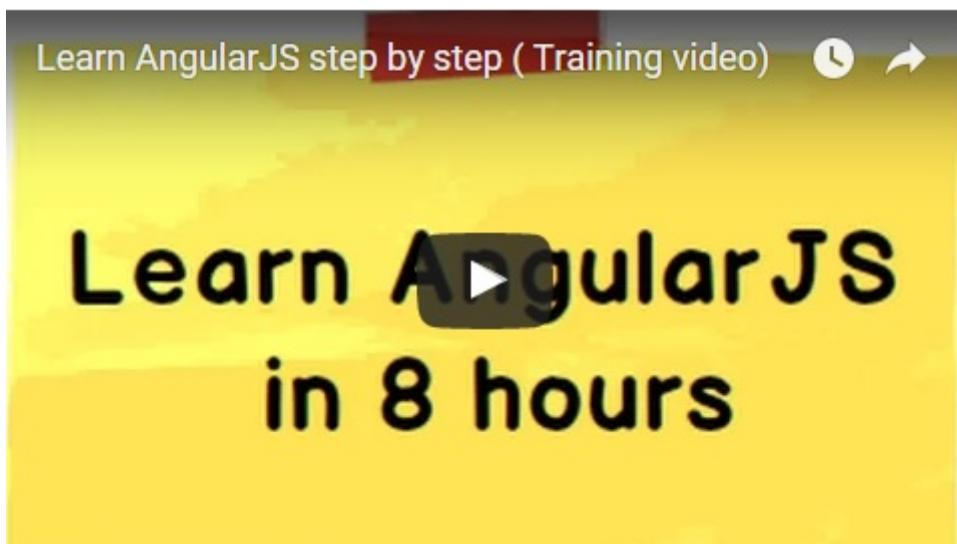 Learn AngularJS step by step ( Training video)
Learn AngularJS
in 8 hours